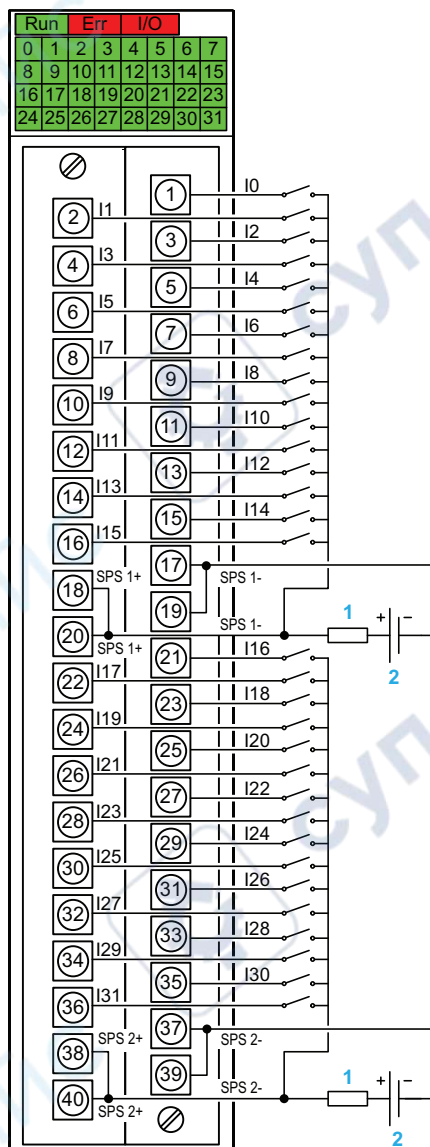 Run Err I/O
0 1 2 3 4 5 6 7
8 9 10 11 12 13 14 15
16 17 18 19 20 21 22 23
24 25 26 27 28 29 30 31
1 I0
2 I1
3 I2
4 I3
5 I4
6 I5
7 I6
8 I7
9 I8
10 I9
11 I10
12 I11
13 I12
14 I13
15 I14
16 I15
17 SPS 1-
18 SPS 1+
19 SPS 1-
20 SPS 1+
1
+ −
2
21 I16
22 I17
23 I18
24 I19
25 I20
26 I21
27 I22
28 I23
29 I24
30 I25
31 I26
32 I27
33 I28
34 I29
35 I30
36 I31
37 SPS 2-
38 SPS 2+
39 SPS 2-
40 SPS 2+
1
+ −
2
суп
суп